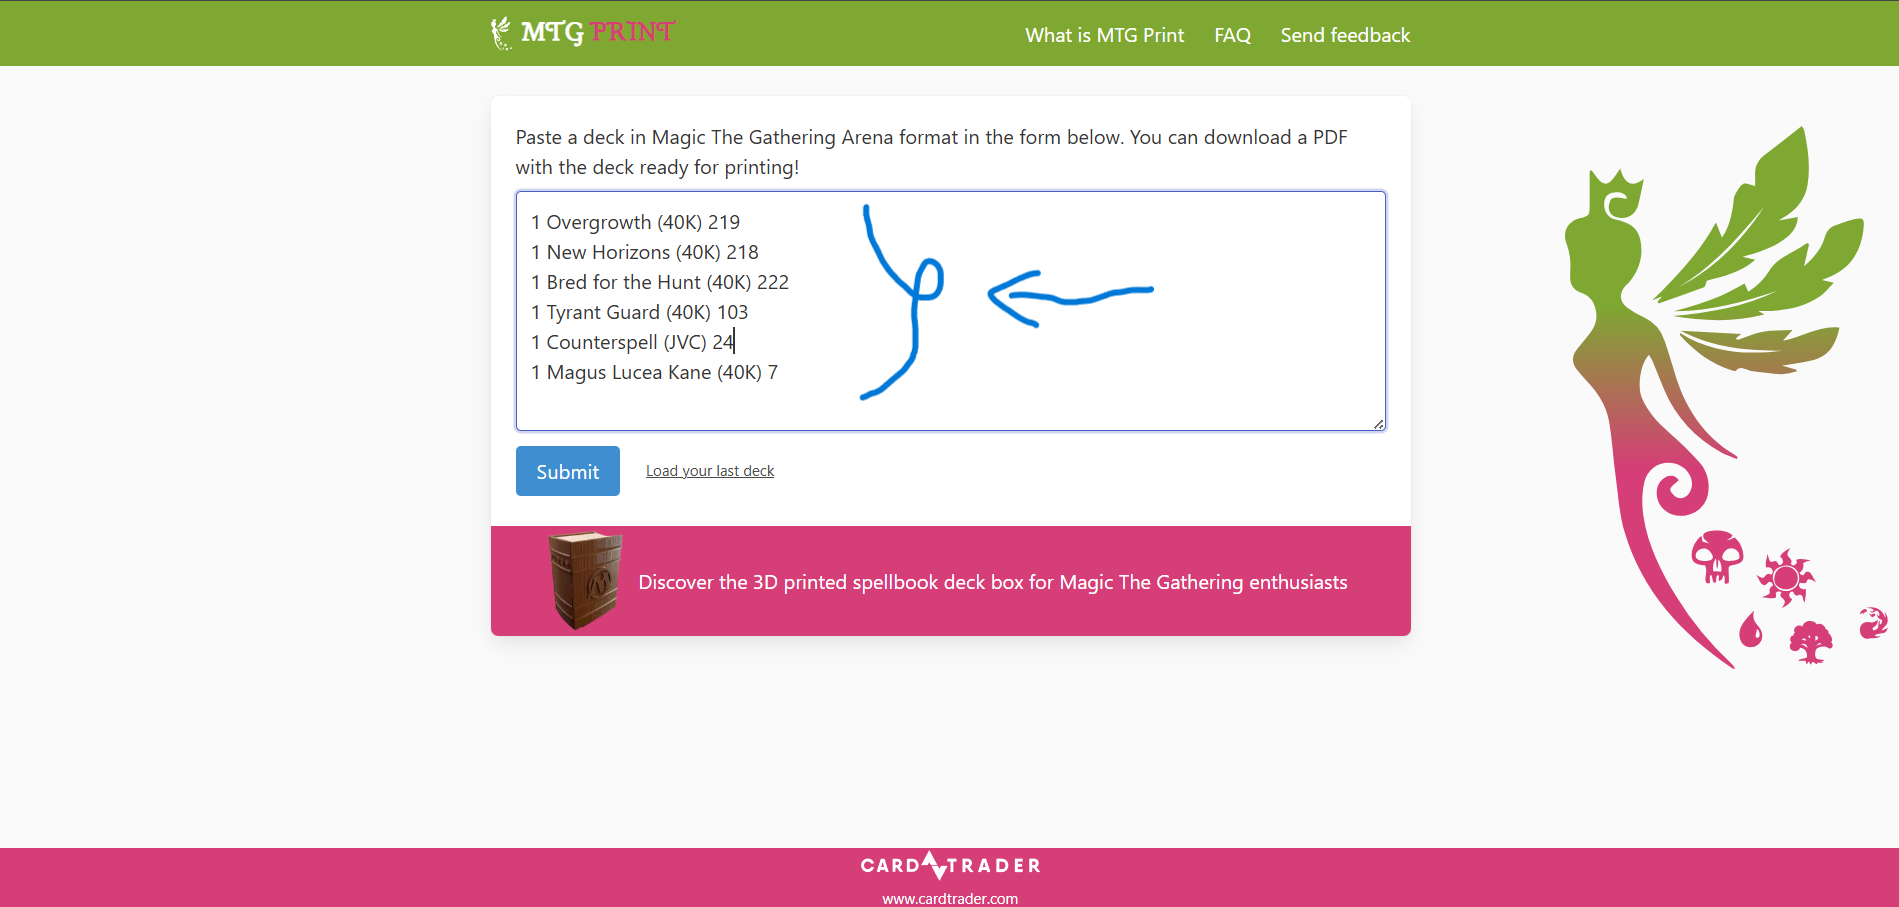 MTG PRINT
What is MTG Print
FAQ
Send feedback
Paste a deck in Magic The Gathering Arena format in the form below. You can download a PDF
with the deck ready for printing!
1 Overgrowth (40K) 219
1 New Horizons (40K) 218
1 Bred for the Hunt (40K) 222
1 Tyrant Guard (40K) 103
1 Counterspell (JVC) 24
1 Magus Lucea Kane (40K) 7
Submit
Load your last deck
Discover the 3D printed spellbook deck box for Magic The Gathering enthusiasts
CARD TRADER
www.cardtrader.com